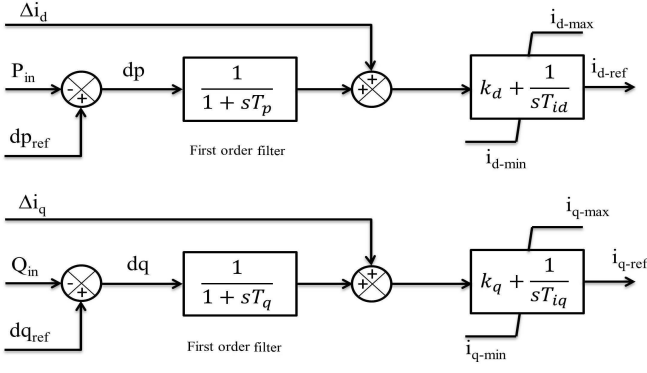 Δi_d
i_d-max
P_in
dp
1
1 + sT_p
k_d + 1/sT_id
i_d-ref
dp_ref
First order filter
i_d-min
Δi_q
i_q-max
Q_in
dq
1
1 + sT_q
k_q + 1/sT_iq
i_q-ref
dq_ref
First order filter
i_q-min